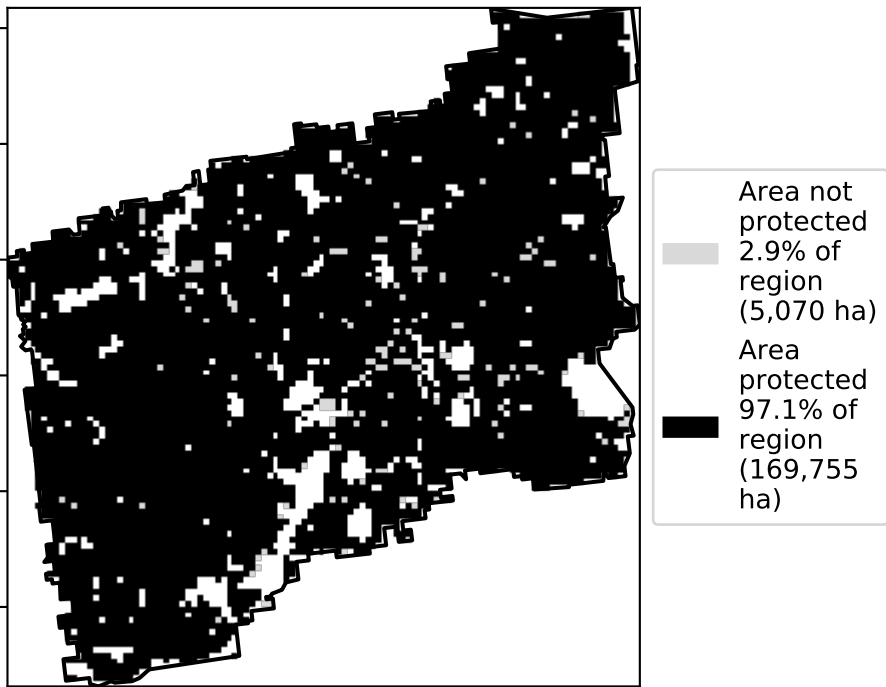 Area not
protected
2.9% of
region
(5,070 ha)
Area
protected
97.1% of
region
(169,755
ha)